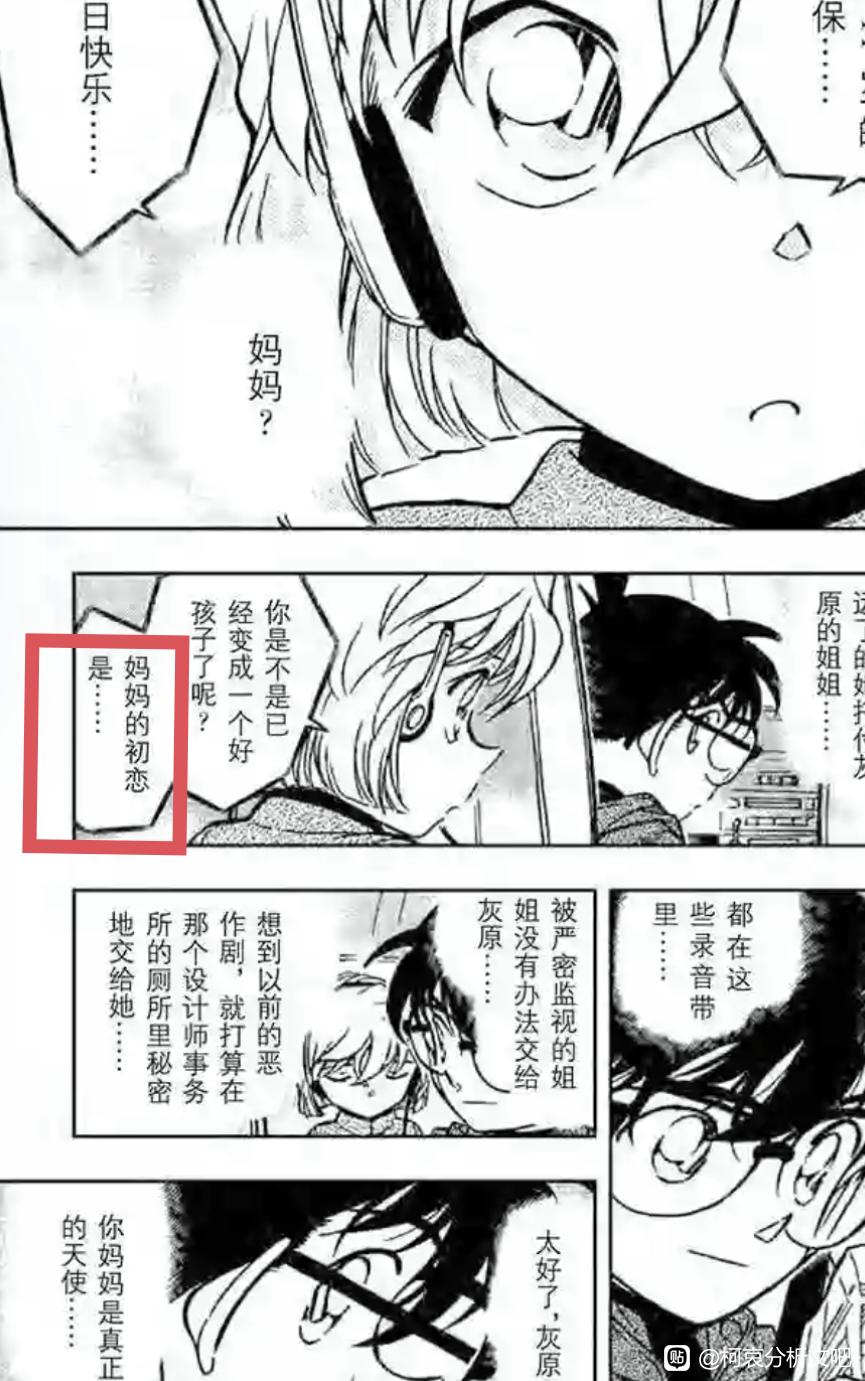 保……
日快乐……
妈妈？
原的姐姐……
你是不是已
经变成一个好
孩子了呢？
妈妈的初恋
是……
都在这
些录音带
里……
被严密监视的姐
姐没有办法交给
灰原……
想到以前的恶
作剧，就打算在
那个设计师事务
所的厕所里秘密
地交给她……
太好了，灰原
你妈妈是真正
的天使……
贴 @柯哀分析文吧